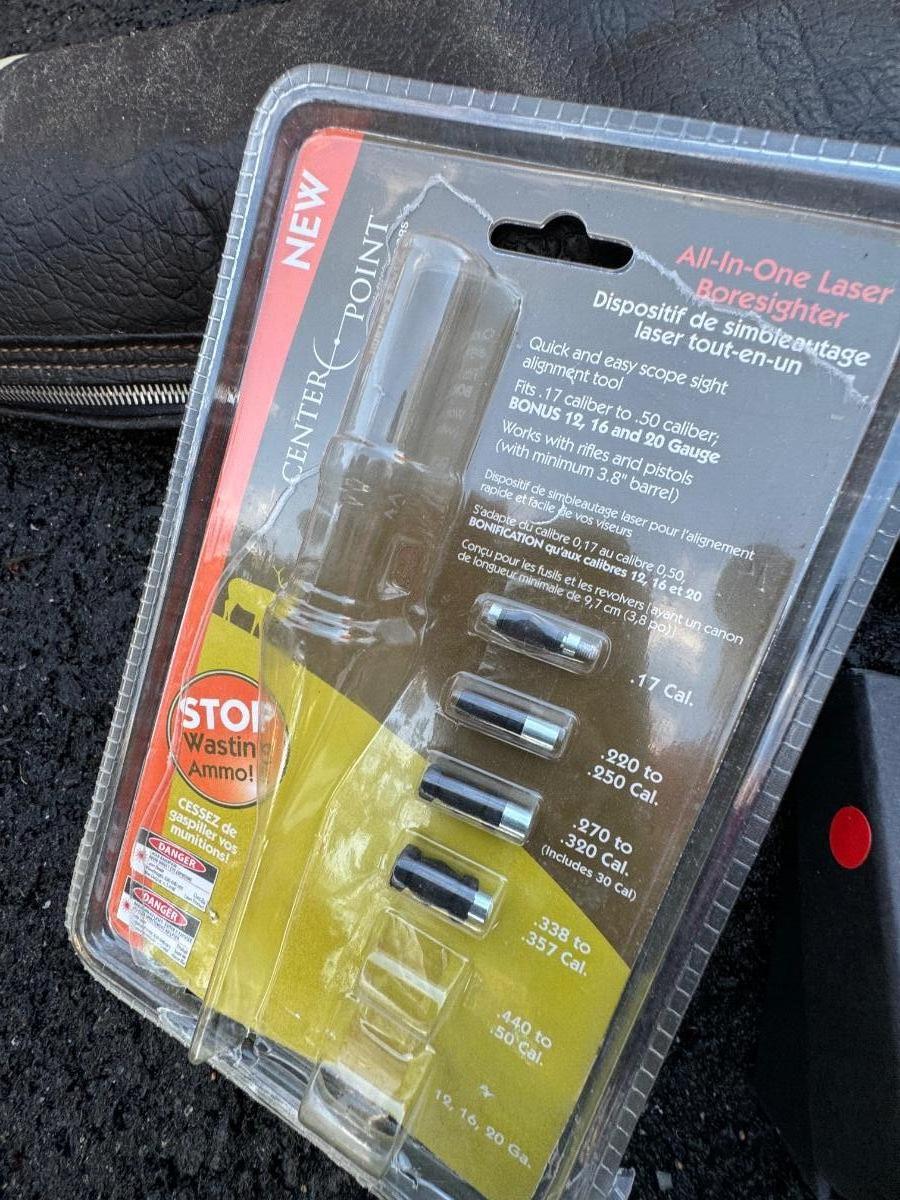 NEW
CENTER POINT
All-In-One Laser
Boresighter
Dispositif de simbleautage
laser tout-en-un
Quick and easy scope sight
alignment tool
Fits .17 caliber to .50 caliber;
BONUS 12, 16 and 20 Gauge
Works with rifles and pistols
(with minimum 3.8" barrel)
Dispositif de simbleautage laser pour l'alignement
rapide et facile de vos viseurs
S'adapte du calibre 0,17 au calibre 0,50,
BONIFICATION qu'aux calibres 12, 16 et 20
Conçu pour les fusils et les revolvers [ayant un canon
de longueur minimale de 9,7 cm (3,8 po)]
.17 Cal.
.220 to
.250 Cal.
.270 to
.320 Cal.
(Includes 30 Cal)
.338 to
.357 Cal.
.440 to
.50 Cal.
12, 16, 20 Ga.
STOP
Wasting
Ammo!
CESSEZ de
gaspiller vos
munitions!
DANGER
DANGER